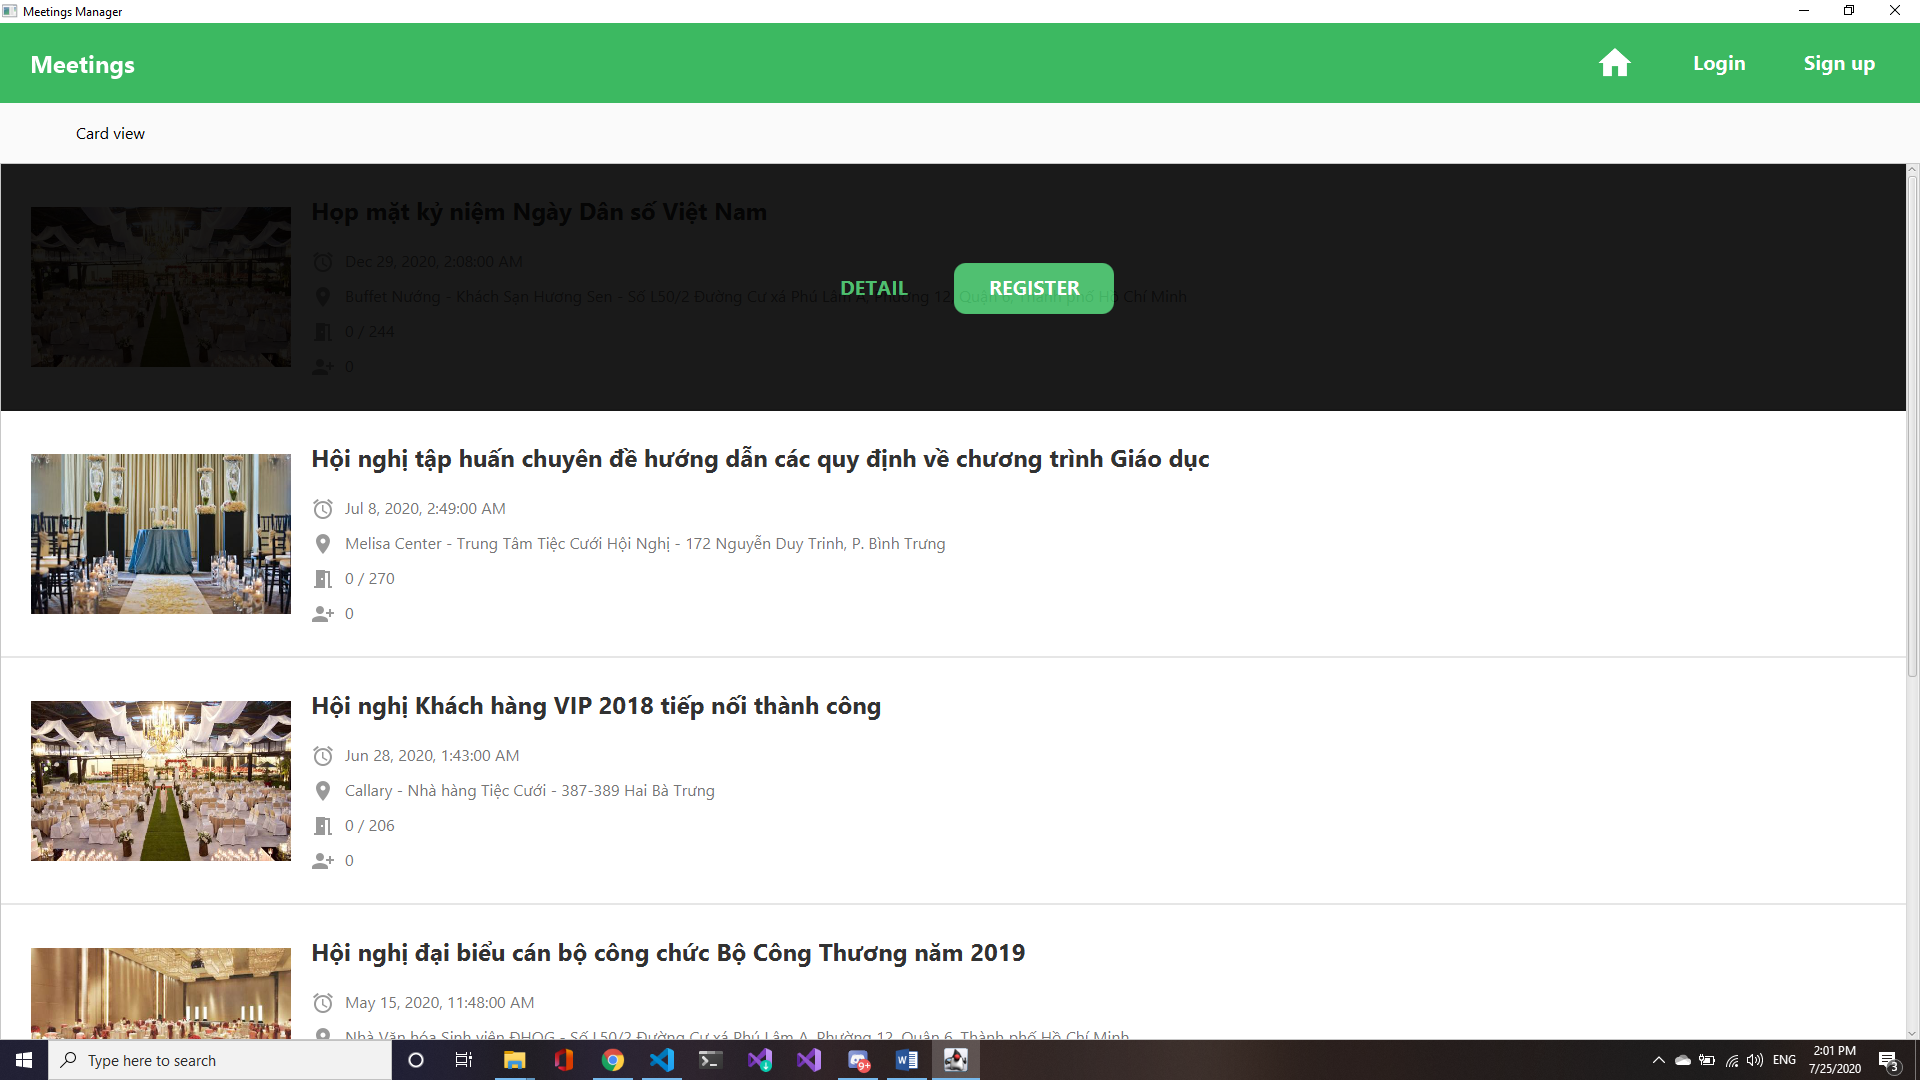 Meetings Manager
Meetings
Login
Sign up
Card view
Họp mặt kỷ niệm Ngày Dân số Việt Nam
Dec 29, 2020, 2:08:00 AM
Buffet Nướng - Khách Sạn Hương Sen - Số L50/2 Đường Cư xá Phú Lâm A, Phường 12, Quận 6, Thành phố Hồ Chí Minh
DETAIL
REGISTER
0 / 244
0
Hội nghị tập huấn chuyên đề hướng dẫn các quy định về chương trình Giáo dục
Jul 8, 2020, 2:49:00 AM
Melisa Center - Trung Tâm Tiệc Cưới Hội Nghị - 172 Nguyễn Duy Trinh, P. Bình Trưng
0 / 270
0
Hội nghị Khách hàng VIP 2018 tiếp nối thành công
Jun 28, 2020, 1:43:00 AM
Callary - Nhà hàng Tiệc Cưới - 387-389 Hai Bà Trưng
0 / 206
0
Hội nghị đại biểu cán bộ công chức Bộ Công Thương năm 2019
May 15, 2020, 11:48:00 AM
Nhà Văn hóa Sinh viên ĐHQG - Số L50/2 Đường Cư xá Phú Lâm A, Phường 12, Quận 6, Thành phố Hồ Chí Minh
Type here to search
9+
ENG
2:01 PM
7/25/2020
3